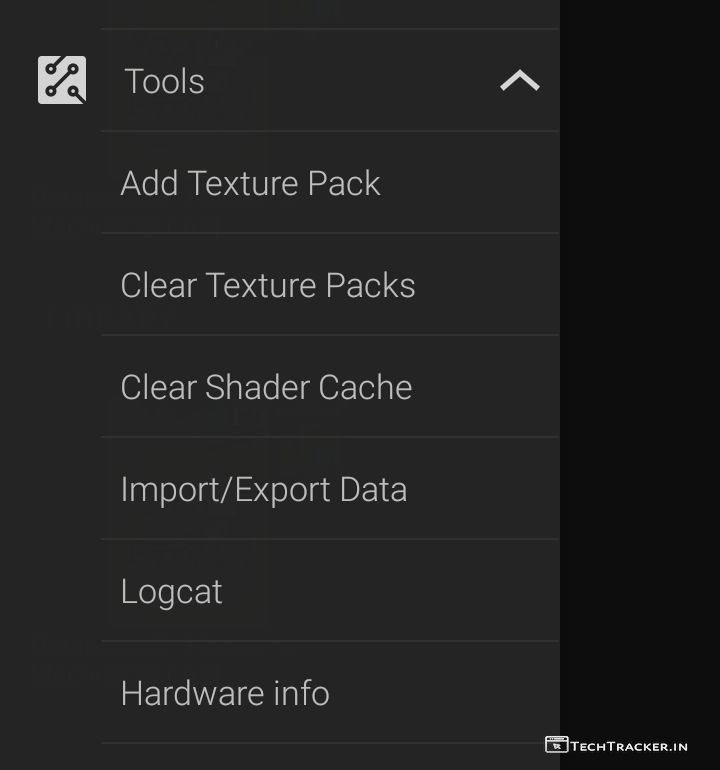 Tools
Add Texture Pack
Clear Texture Packs
Clear Shader Cache
Import/Export Data
Logcat
Hardware info
TECHTRACKER.IN